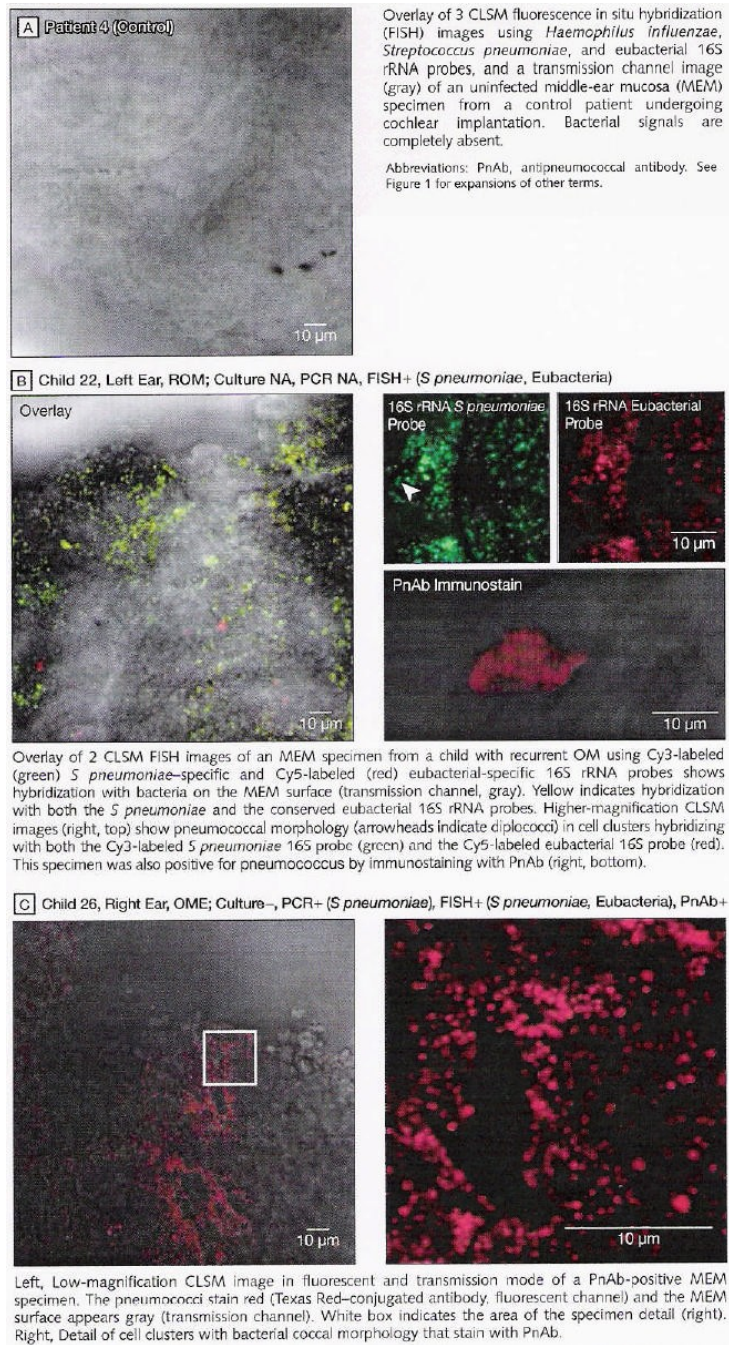 A Patient 4 (Control)
Overlay of 3 CLSM fluorescence in situ hybridization
(FISH) images using Haemophilus influenzae,
Streptococcus pneumoniae, and eubacterial 16S
rRNA probes, and a transmission channel image
(gray) of an uninfected middle-ear mucosa (MEM)
specimen from a control patient undergoing
cochlear implantation. Bacterial signals are
completely absent.
Abbreviations: PnAb, antipneumococcal antibody. See
Figure 1 for expansions of other terms.
10 μm
B Child 22, Left Ear, ROM; Culture NA, PCR NA, FISH+ (S pneumoniae, Eubacteria)
Overlay
10 μm
16S rRNA S pneumoniae
Probe
16S rRNA Eubacterial
Probe
10 μm
PnAb Immunostain
10 μm
Overlay of 2 CLSM FISH images of an MEM specimen from a child with recurrent OM using Cy3-labeled
(green) S pneumoniae–specific and Cy5-labeled (red) eubacterial-specific 16S rRNA probes shows
hybridization with bacteria on the MEM surface (transmission channel, gray). Yellow indicates hybridization
with both the S pneumoniae and the conserved eubacterial 16S rRNA probes. Higher-magnification CLSM
images (right, top) show pneumococcal morphology (arrowheads indicate diplococci) in cell clusters hybridizing
with both the Cy3-labeled S pneumoniae 16S probe (green) and the Cy5-labeled eubacterial 16S probe (red).
This specimen was also positive for pneumococcus by immunostaining with PnAb (right, bottom).
C Child 26, Right Ear, OME; Culture–, PCR+ (S pneumoniae), FISH+ (S pneumoniae, Eubacteria), PnAb+
10 μm
10 μm
Left, Low-magnification CLSM image in fluorescent and transmission mode of a PnAb-positive MEM
specimen. The pneumococci stain red (Texas Red–conjugated antibody, fluorescent channel) and the MEM
surface appears gray (transmission channel). White box indicates the area of the specimen detail (right).
Right, Detail of cell clusters with bacterial coccal morphology that stain with PnAb.